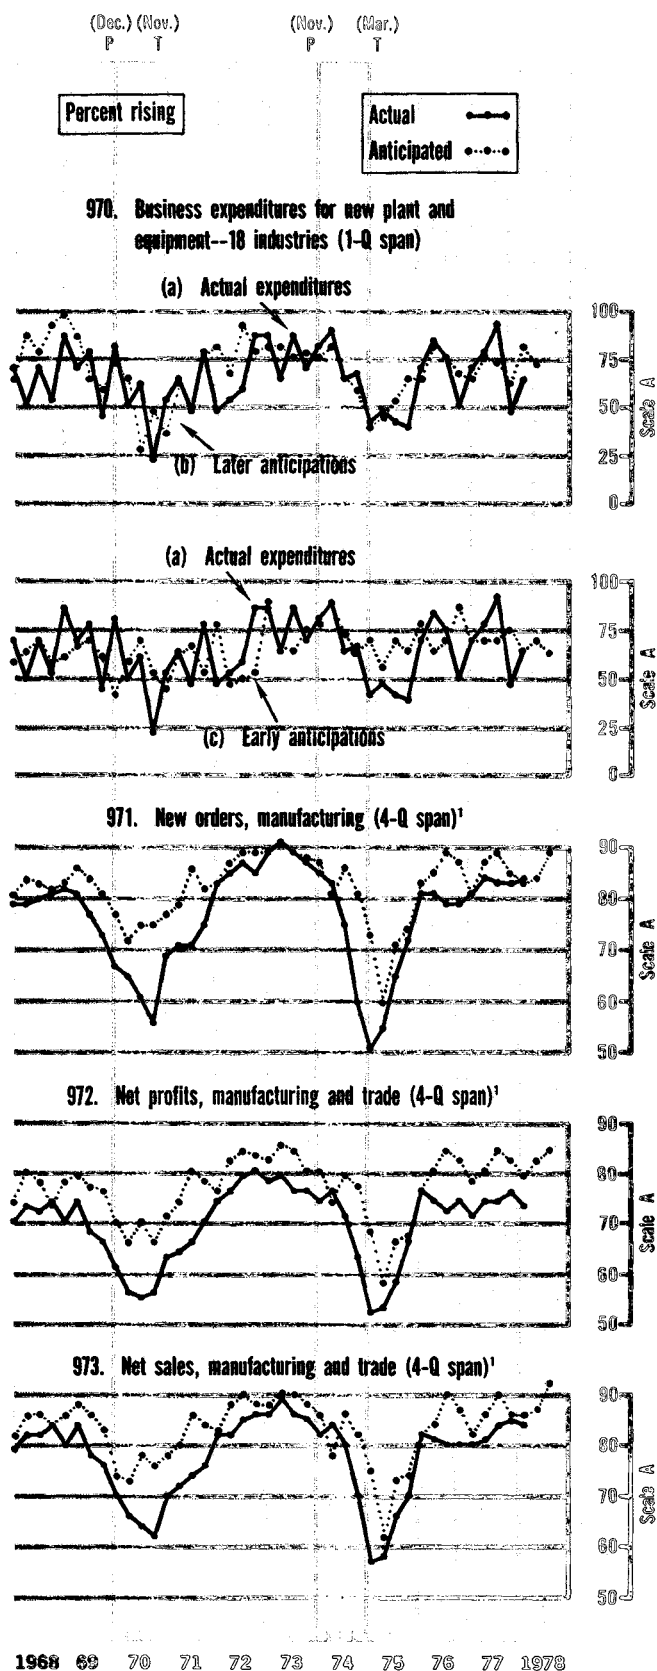 (Dec.) (Nov.) (Nov.) (Mar.)
P T P T
Percent rising
Actual
Anticipated
970. Business expenditures for new plant and
equipment--18 industries (1-Q span)
(a) Actual expenditures
100
75
50
25
0
Scale A
(b) Later anticipations
(a) Actual expenditures
100
75
50
25
0
Scale A
(c) Early anticipations
971. New orders, manufacturing (4-Q span)¹
90
80
70
60
50
Scale A
972. Net profits, manufacturing and trade (4-Q span)¹
90
80
70
60
50
Scale A
973. Net sales, manufacturing and trade (4-Q span)¹
90
80
70
60
50
Scale A
1968 69 70 71 72 73 74 75 76 77 1978